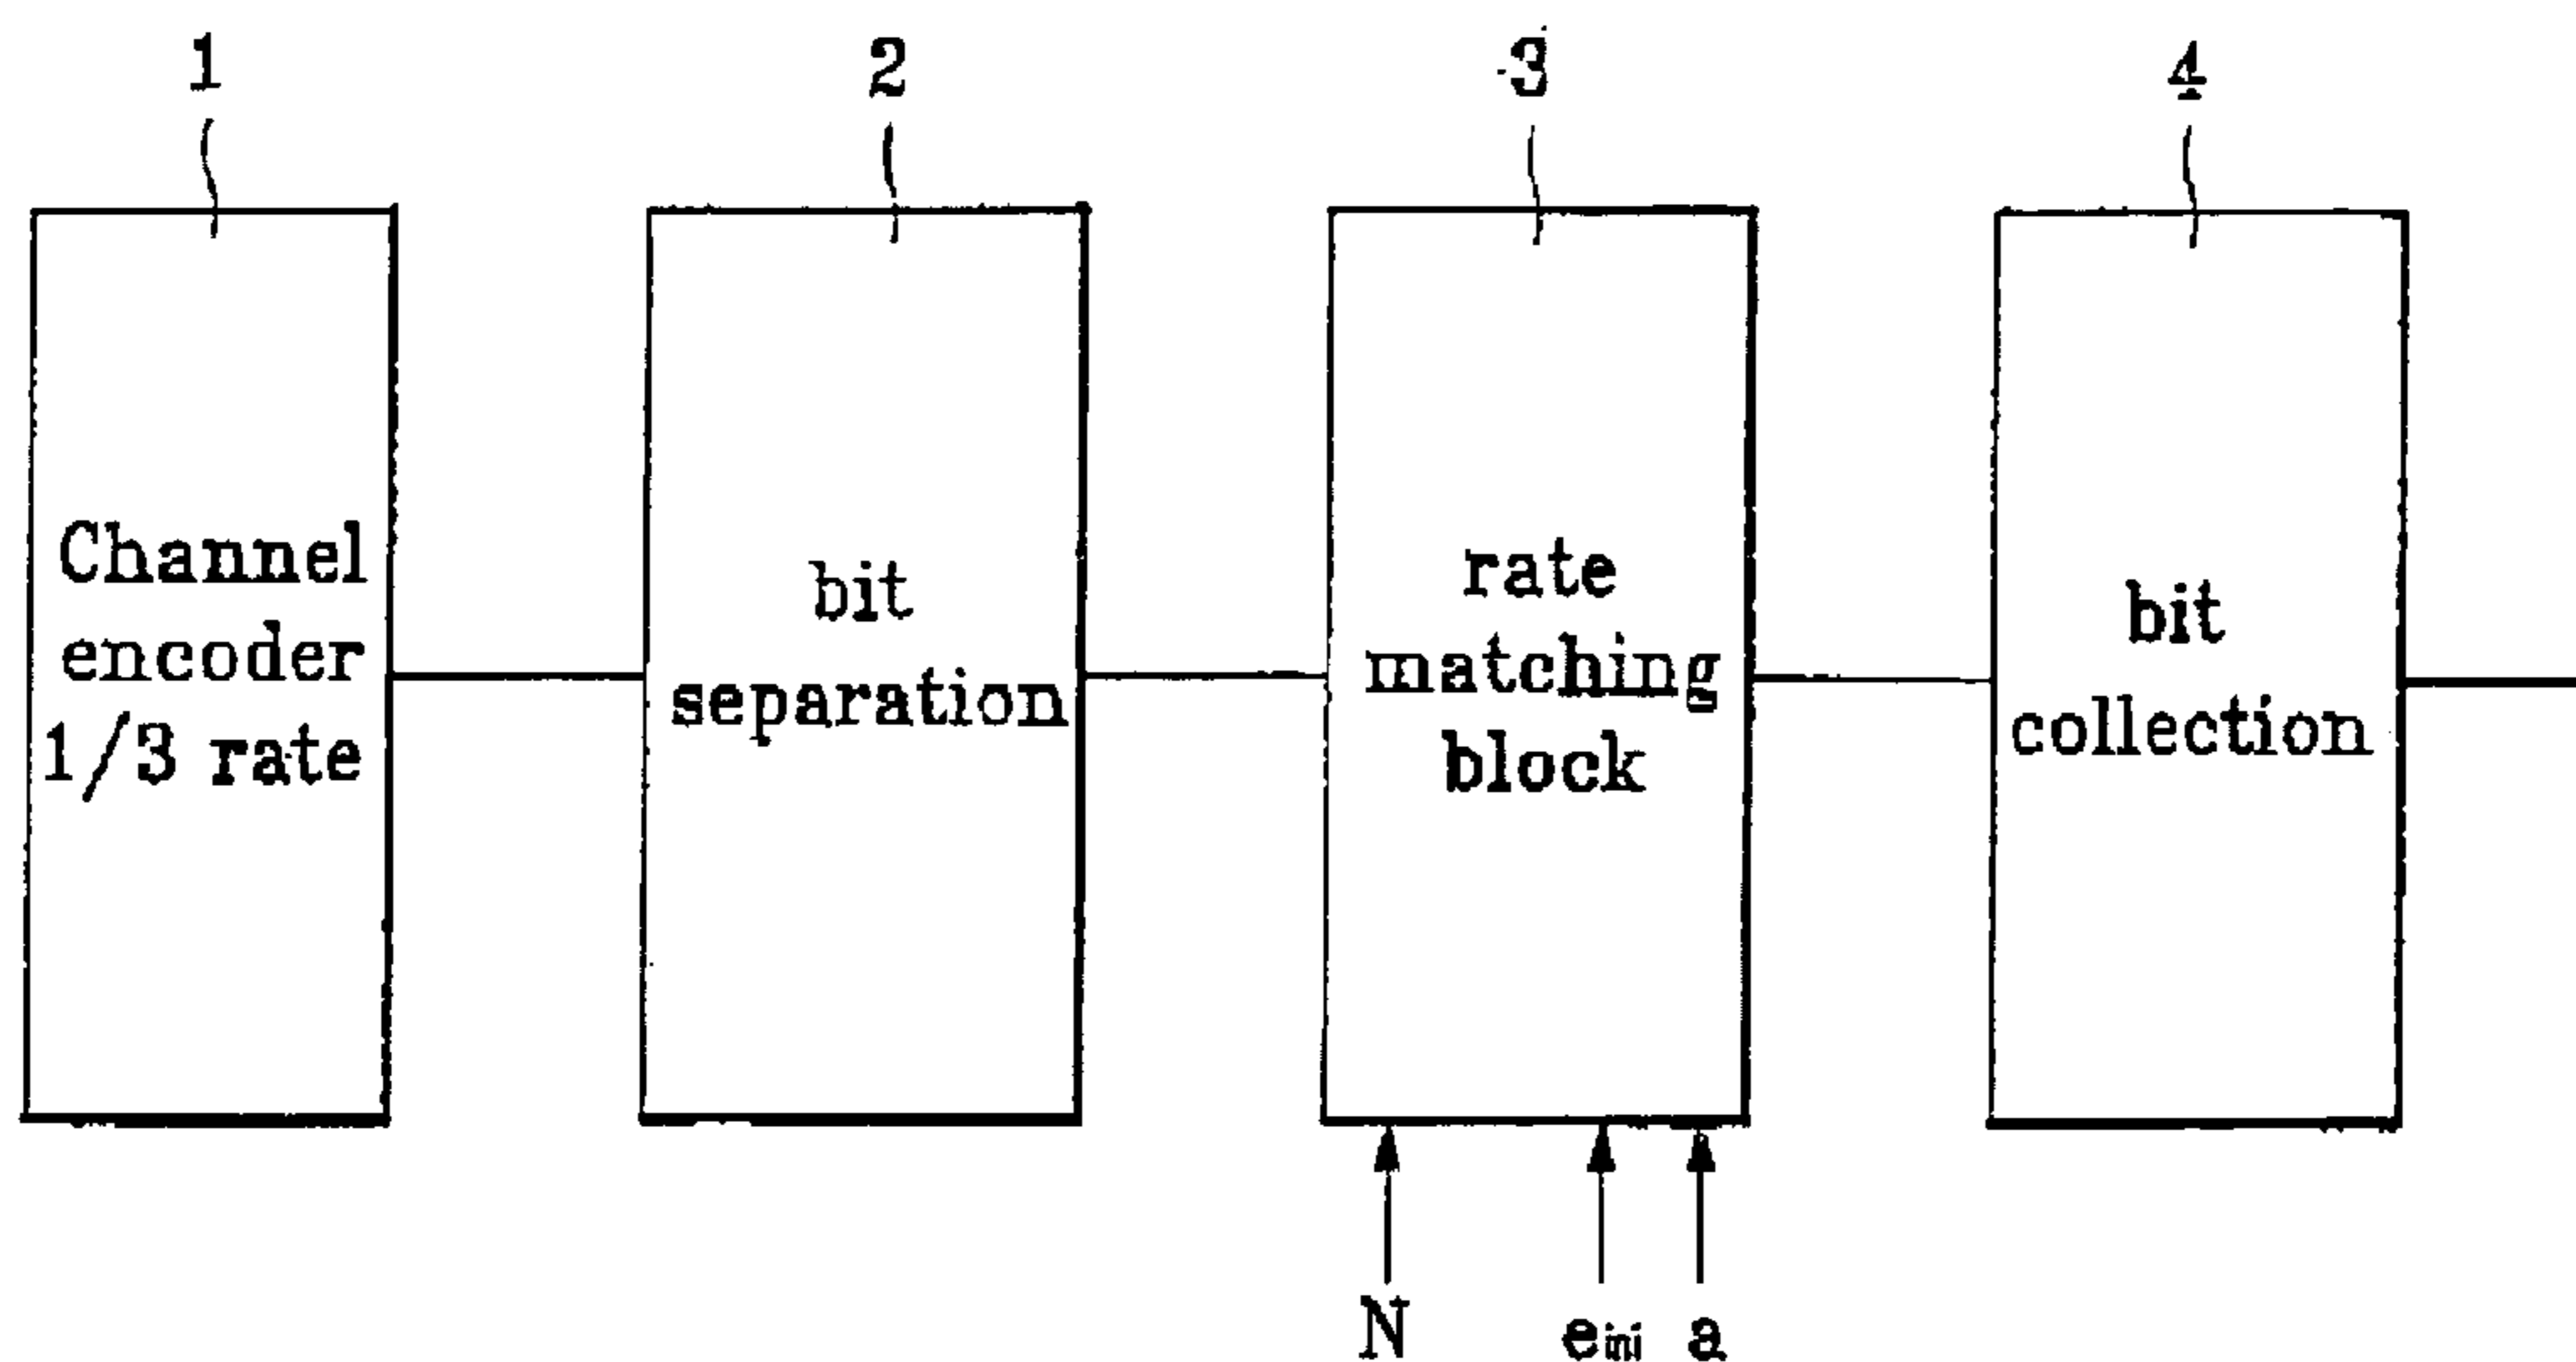 1
2
3
4
Channel
encoder
1/3 rate
bit
separation
rate
matching
block
bit
collection
N
eini
a